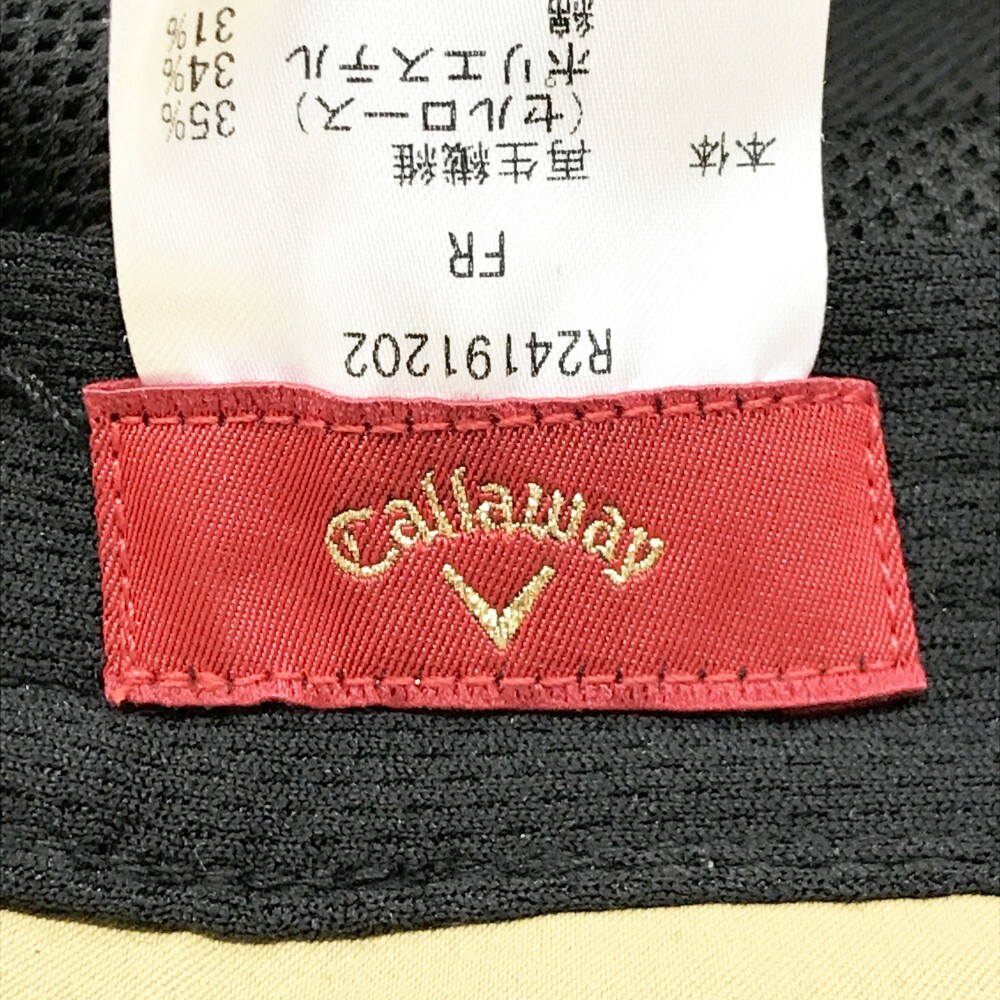 Callaway
R24191202
FR
本体 再生繊維
(セルロース) 35%
ポリエステル 34%
綿 31%